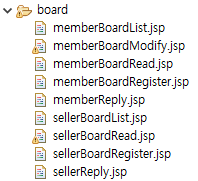 board
memberBoardList.jsp
memberBoardModify.jsp
memberBoardRead.jsp
memberBoardRegister.jsp
memberReply.jsp
sellerBoardList.jsp
sellerBoardRead.jsp
sellerBoardRegister.jsp
sellerReply.jsp